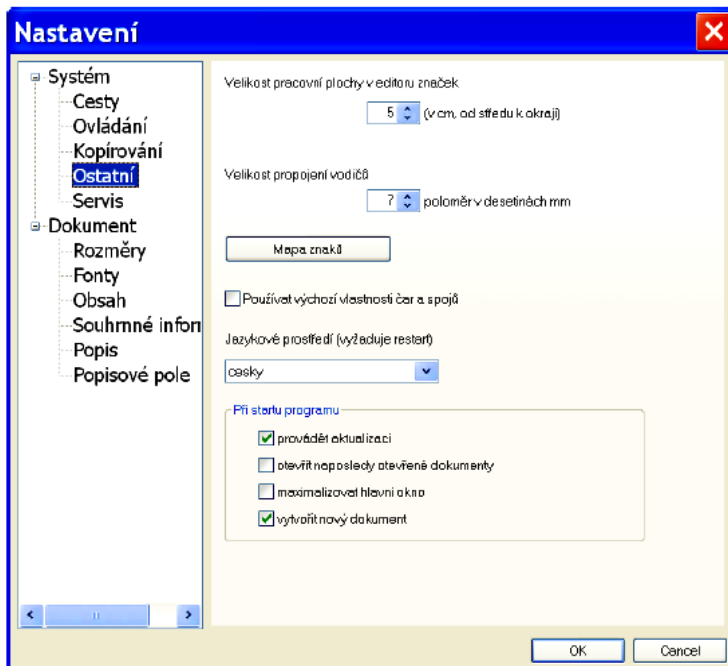 Nastavení
Systém
Cesty
Ovládání
Kopírování
Ostatní
Servis
Dokument
Rozměry
Fonty
Obsah
Souhrnné infor
Popis
Popisové pole
Velikost pracovní plochy v editoru značek
5 (v cm, od středu k okraji)
Velikost propojení vodičů
7 poloměr v desetinách mm
Mapa znaků
Používat výchozí vlastnosti čar a spojů
Jazykové prostředí (vyžaduje restart)
cesky
Při startu programu
provádět aktualizaci
otevřít naposledy otevřené dokumenty
maximalizovat hlavní okno
vytvořit nový dokument
OK Cancel